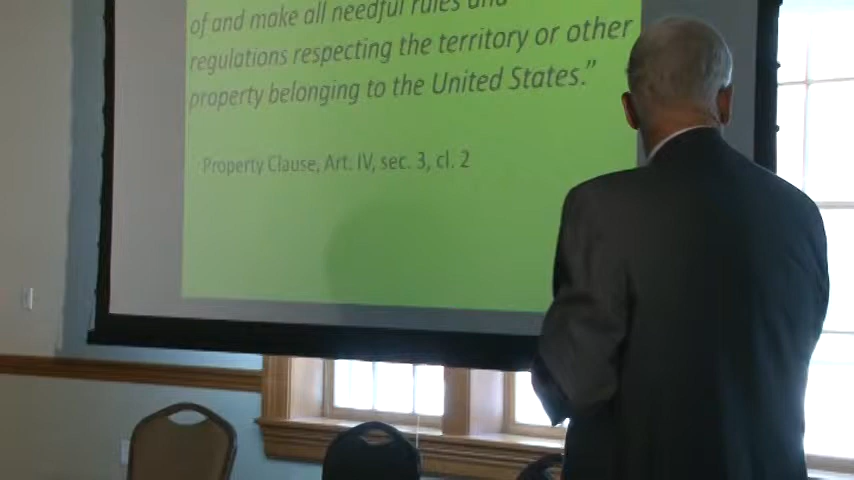 of and make all needful rules and
regulations respecting the territory or other
property belonging to the United States.”
Property Clause, Art. IV, sec. 3, cl. 2